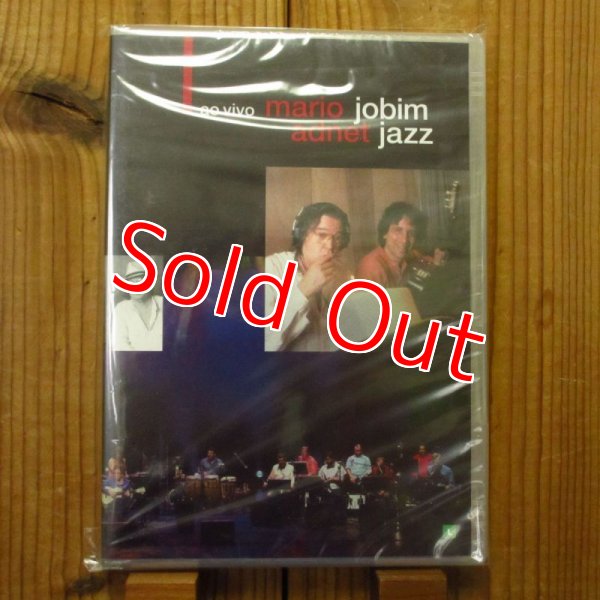 ao vivo mario jobim
adnet jazz
Sold Out